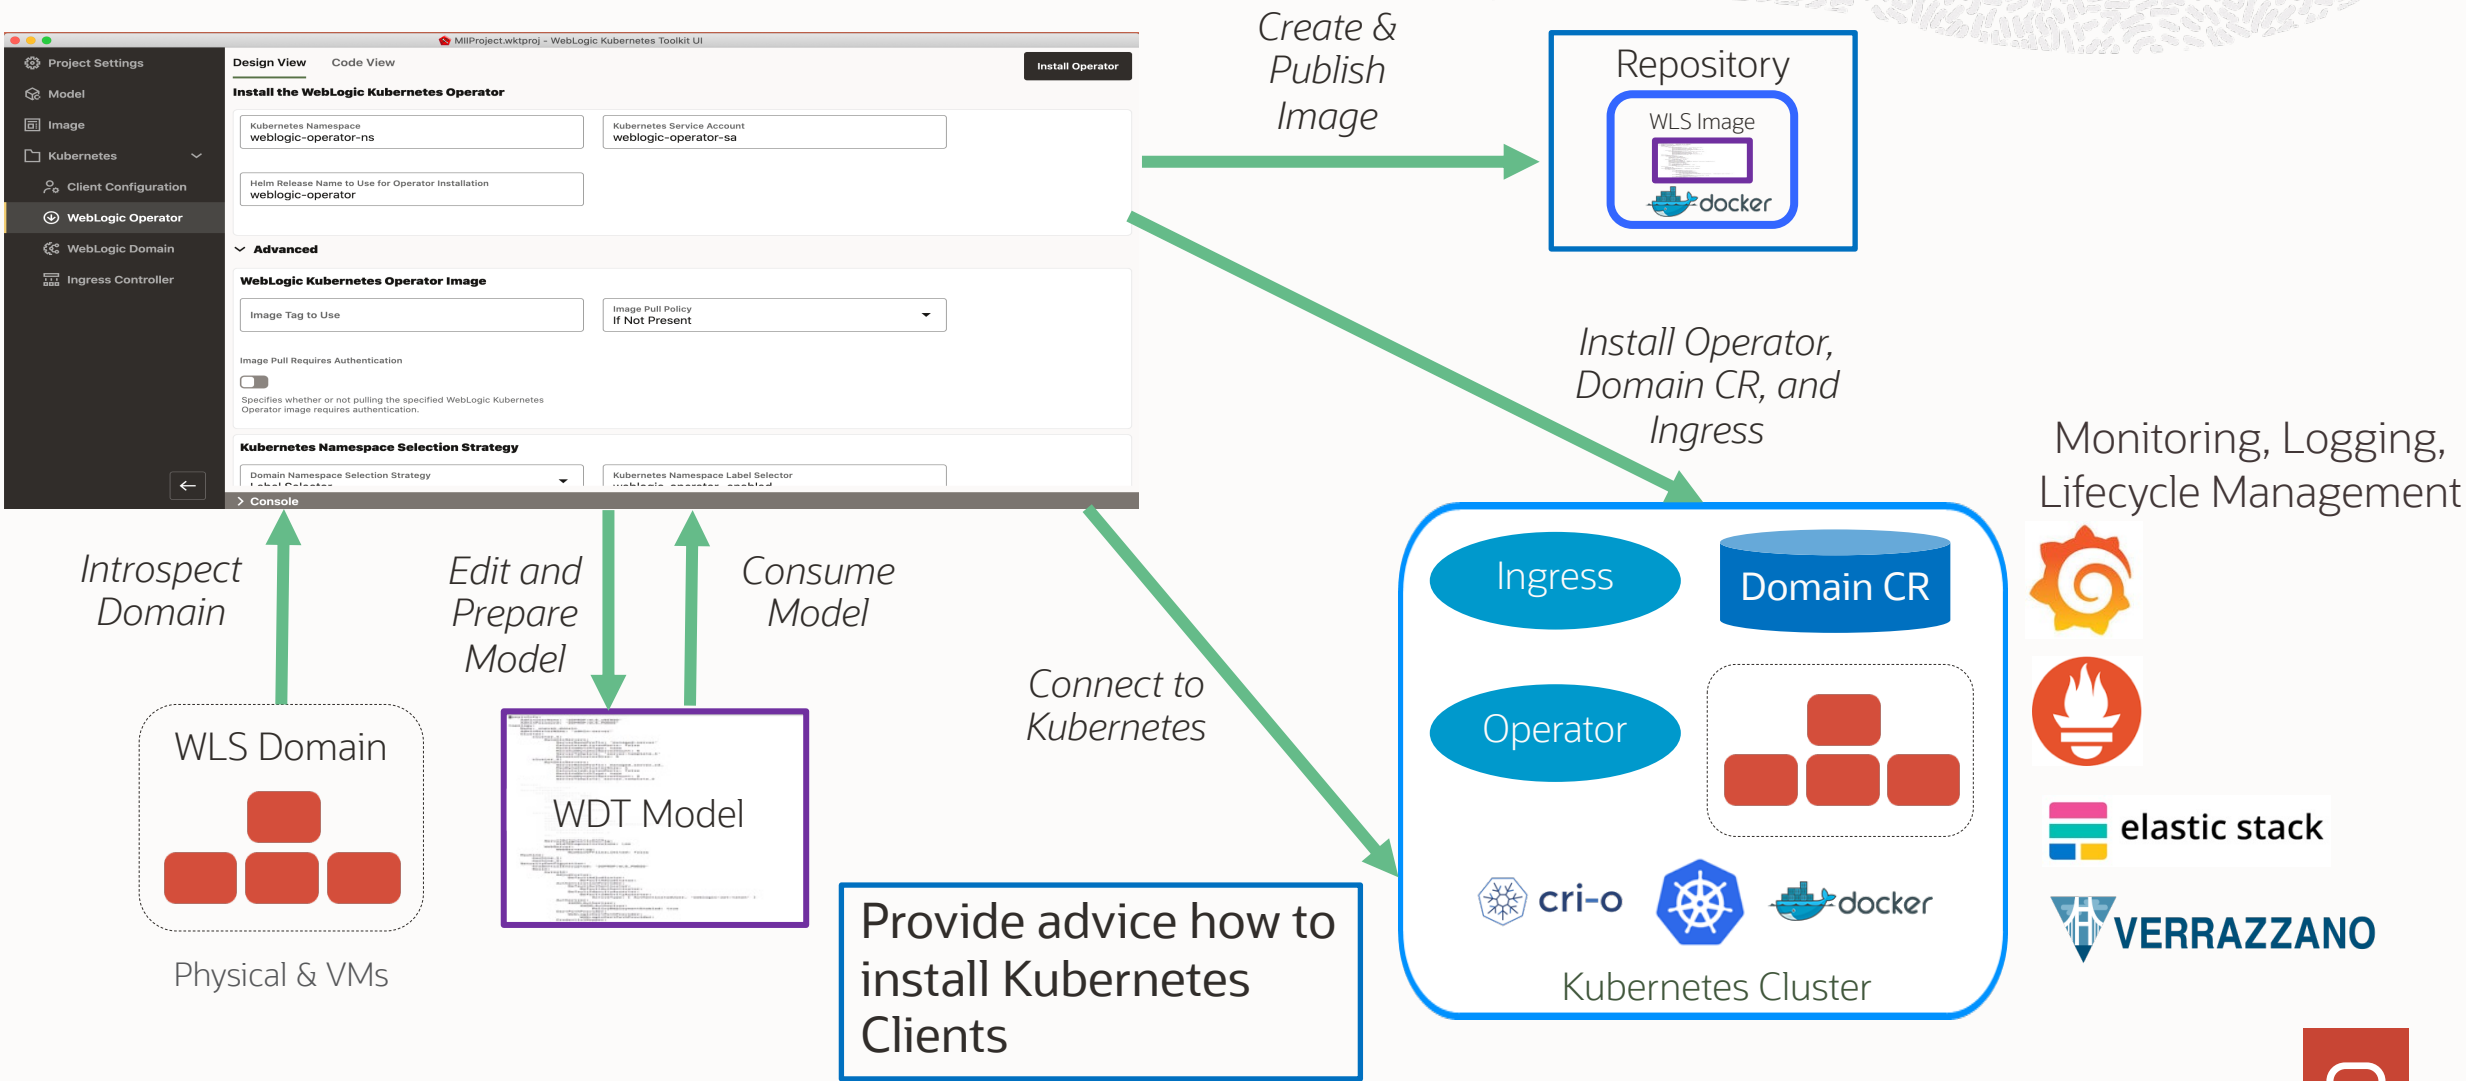 MIIProject.wktproj - WebLogic Kubernetes Toolkit UI
Project Settings
Model
Image
Kubernetes
Client Configuration
WebLogic Operator
WebLogic Domain
Ingress Controller
Design View
Code View
Install Operator
Install the WebLogic Kubernetes Operator
Kubernetes Namespace
weblogic-operator-ns
Kubernetes Service Account
weblogic-operator-sa
Helm Release Name to Use for Operator Installation
weblogic-operator
Advanced
WebLogic Kubernetes Operator Image
Image Tag to Use
Image Pull Policy
If Not Present
Image Pull Requires Authentication
Specifies whether or not pulling the specified WebLogic Kubernetes
Operator image requires authentication.
Kubernetes Namespace Selection Strategy
Domain Namespace Selection Strategy
Label Selector
Kubernetes Namespace Label Selector
Console
Create &
Publish
Image
Repository
WLS Image
docker
Install Operator,
Domain CR, and
Ingress
Monitoring, Logging,
Lifecycle Management
Introspect
Domain
Edit and
Prepare
Model
Consume
Model
Connect to
Kubernetes
WLS Domain
Physical & VMs
WDT Model
Provide advice how to
install Kubernetes
Clients
Ingress
Domain CR
Operator
cri-o
docker
Kubernetes Cluster
elastic stack
VERRAZZANO